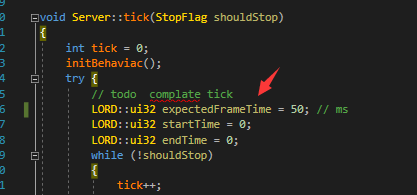 void Server::tick(StopFlag shouldStop)
{
int tick = 0;
initBehaviac();
try {
// todo complate tick
LORD::ui32 expectedFrameTime = 50; // ms
LORD::ui32 startTime = 0;
LORD::ui32 endTime = 0;
while (!shouldStop)
{
tick++;